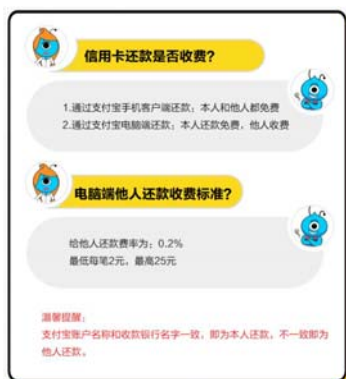 信用卡还款是否收费?
1.通过支付宝手机客户端还款：本人和他人都免费
2.通过支付宝电脑端还款：本人还款免费，他人收费
电脑端他人还款收费标准?
给他人还款费率为：0.2%
最低每笔2元，最高25元
温馨提醒：
支付宝账户名称和收款银行名字一致，即为本人还款，不一致即为
他人还款。